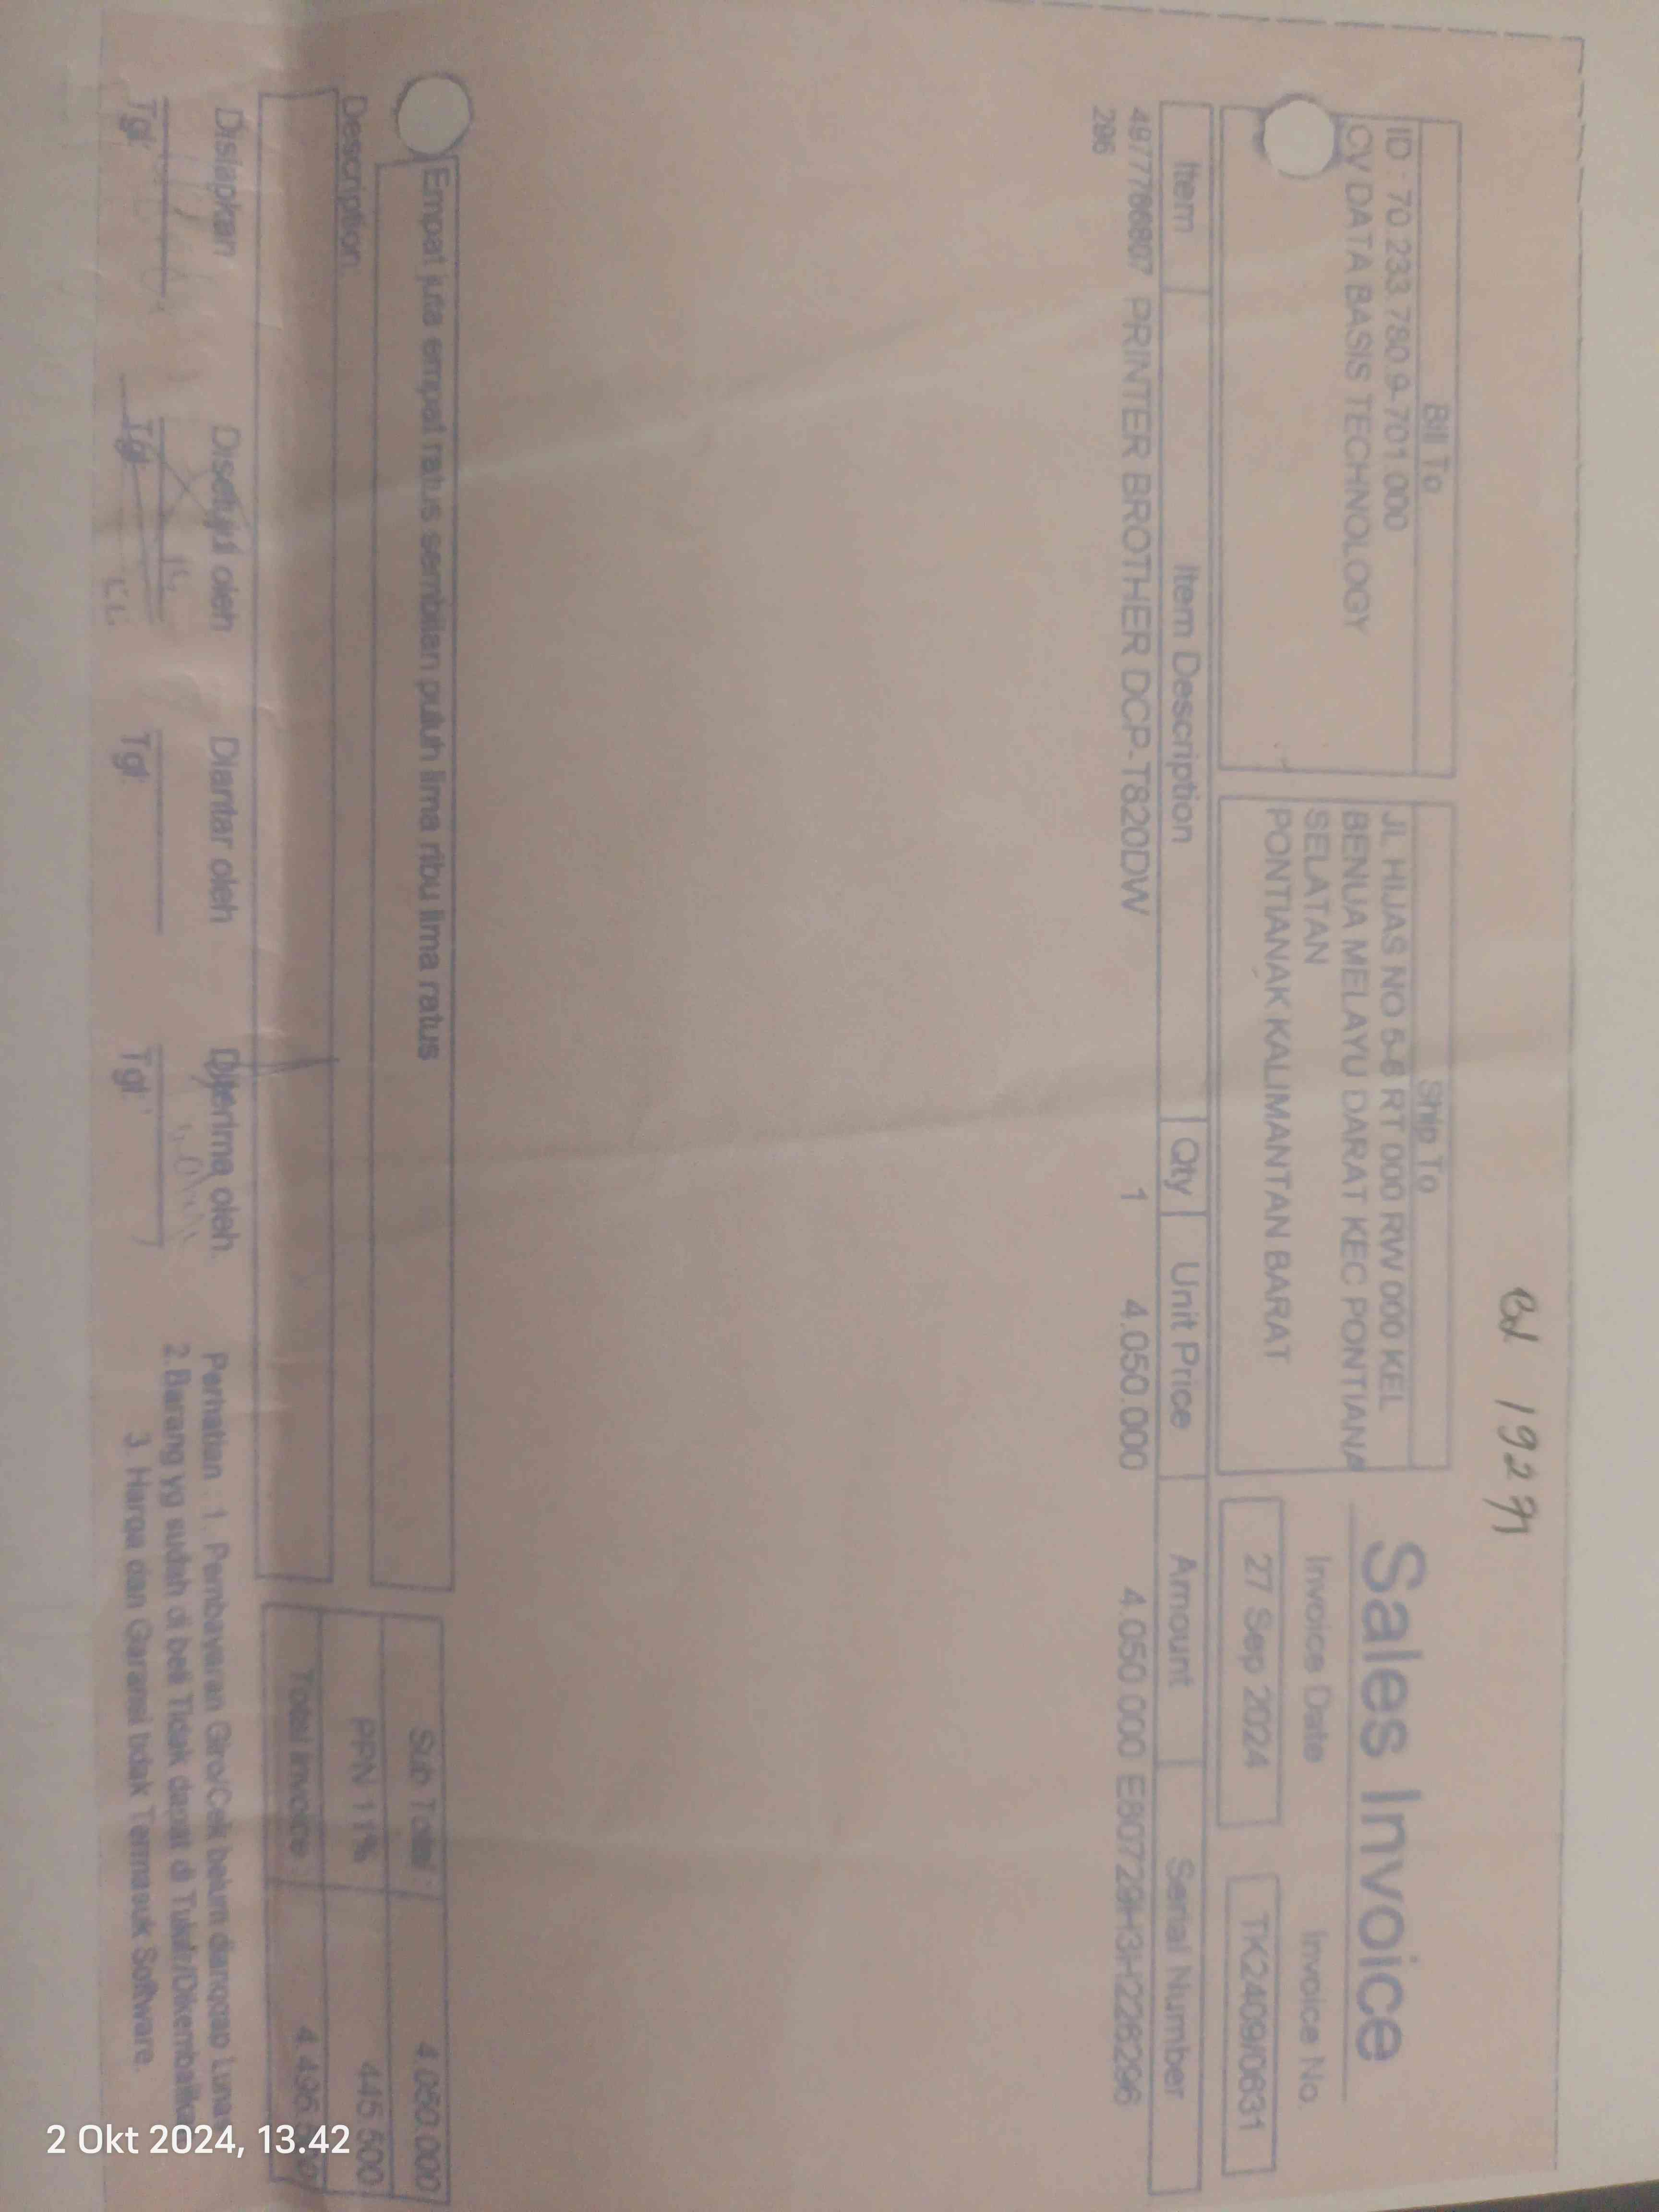 Bill To
ID : 70.233.780.9-701.000
CV DATA BASIS TECHNOLOGY
Ship To
JL HIJAS NO 5-6 RT 000 RW 000 KEL
BENUA MELAYU DARAT KEC PONTIANA
SELATAN
PONTIANAK KALIMANTAN BARAT
Sales Invoice
Invoice Date
Invoice No.
27 Sep 2024
TK2409/0631
Item Item Description Qty Unit Price Amount Serial Number
PRINTER BROTHER DCP-T820DW 1 4.050.000 4.050.000 E80729H3H228296
296
Empat juta empat ratus sembilan puluh lima ribu lima ratus
Sub Total : 4.050.000
PPN 11% 445.500
Total Invoice :
Description:
Disiapkan Disetujui oleh Diantar oleh Diterima oleh.
Tgl. Tgl. Tgl. Tgl.
Perhatian : 1. Pembayaran Giro/Cek belum dianggap Lunas
2.Barang yg sudah di beli Tidak dapat di Tukar/Dikembalika
3. Harga dan Garansi tidak Termasuk Software.
2 Okt 2024, 13.42